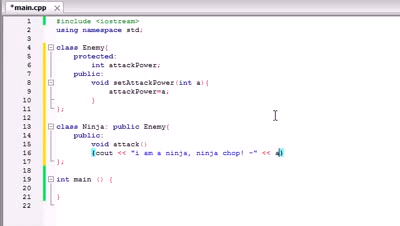 *main.cpp X
1 #include <iostream>
2 using namespace std;
3
4 class Enemy{
5 protected:
6 int attackPower;
7 public:
8 void setAttackPower(int a){
9 attackPower=a;
10 }
11 };
12
13 class Ninja: public Enemy{
14 public:
15 void attack()
16 {cout << "i am a ninja, ninja chop! -" << a}
17 };
18
19 int main () {
20
21 }
22